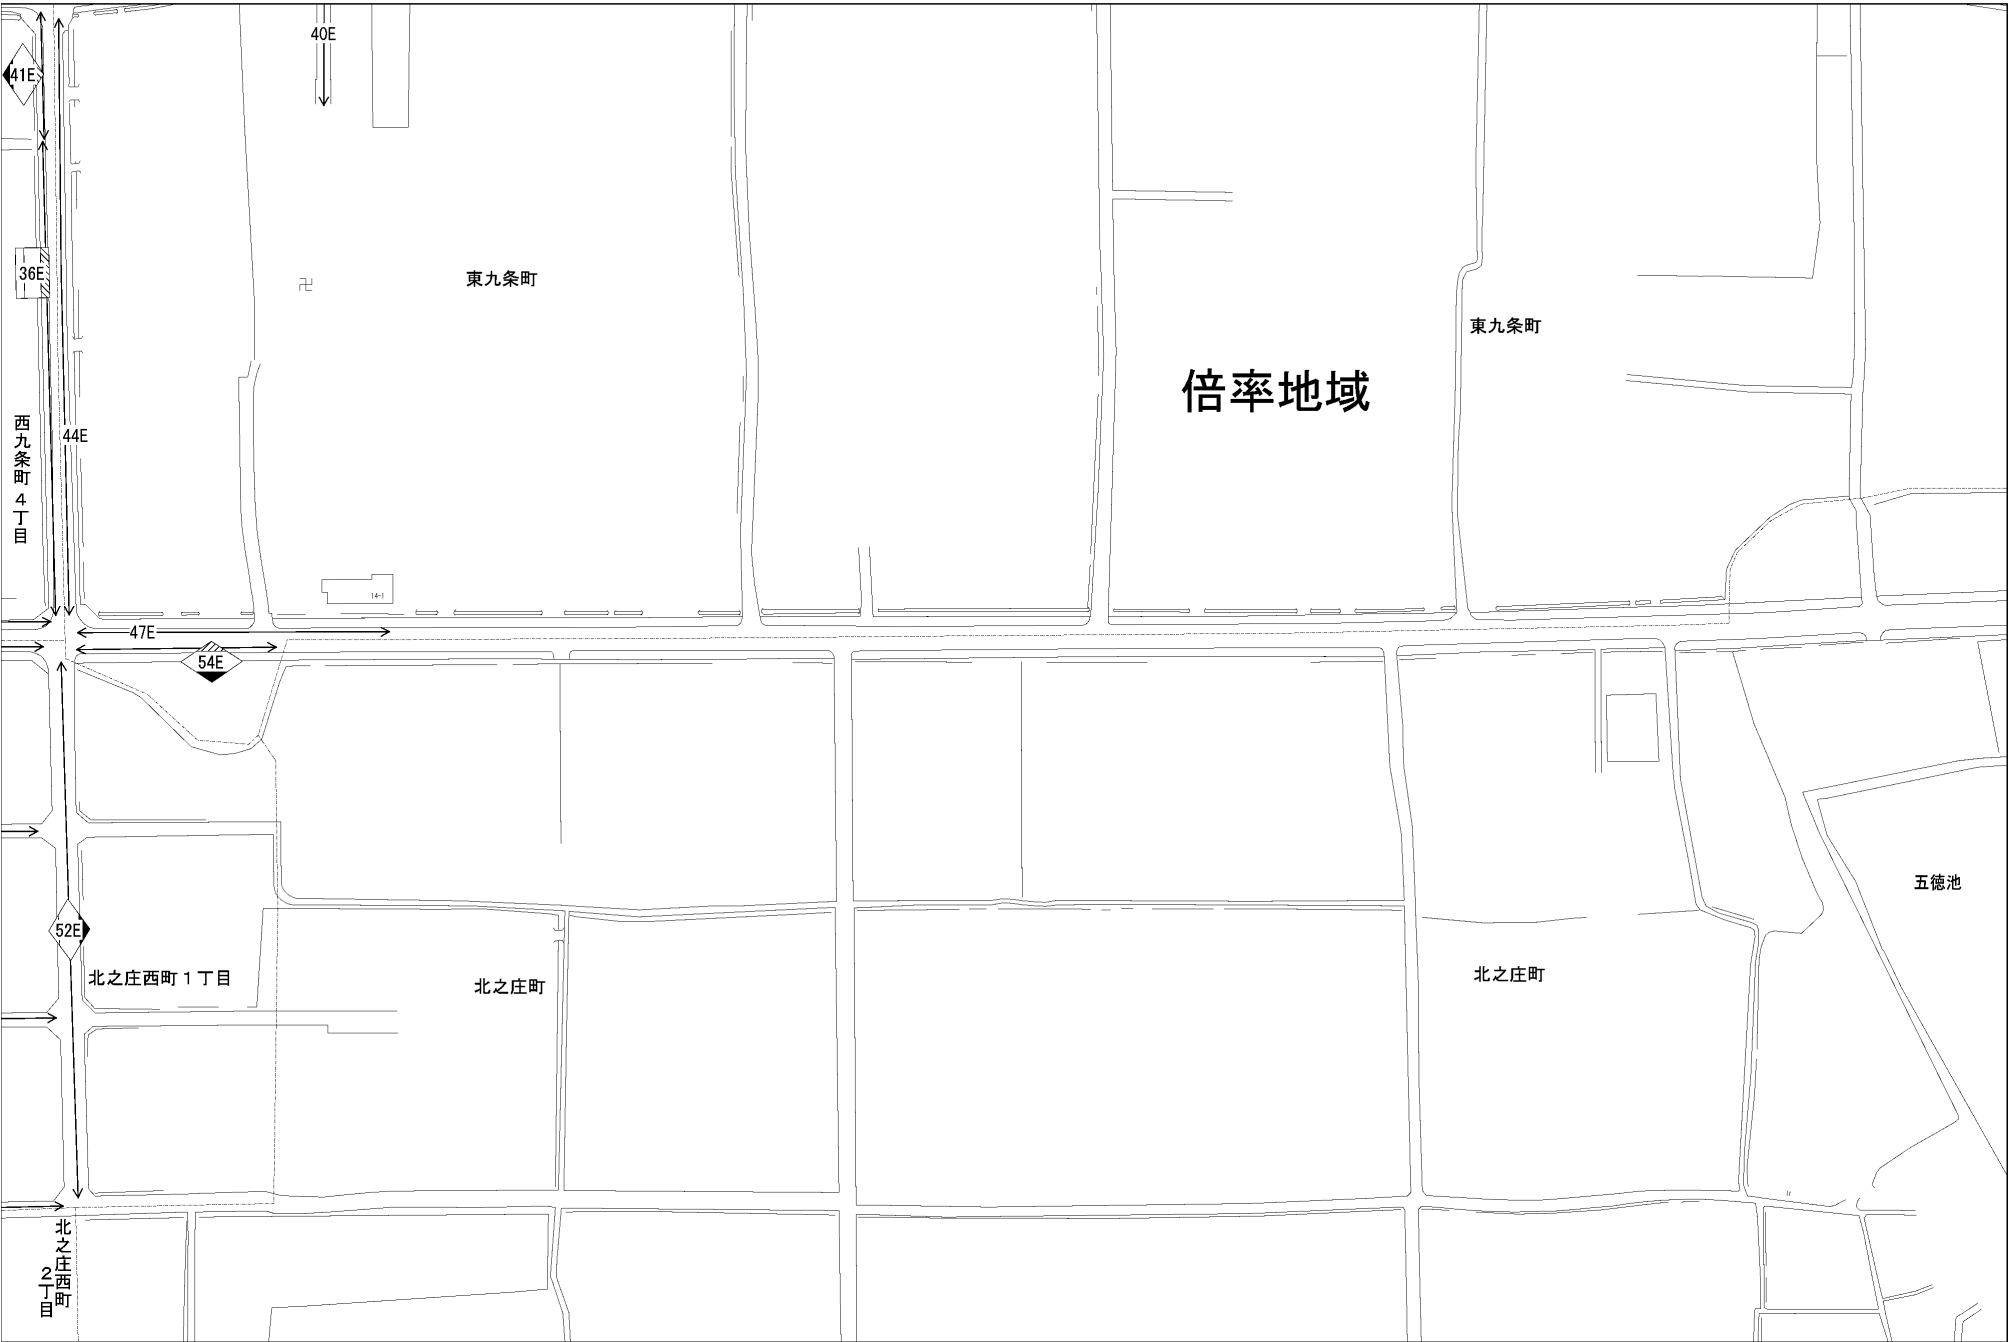 40E
41E
36E
東九条町
東九条町
倍率地域
西九条町4丁目
44E
14-1
47E
54E
五徳池
52E
北之庄西町1丁目
北之庄町
北之庄町
北之庄西町
2丁目